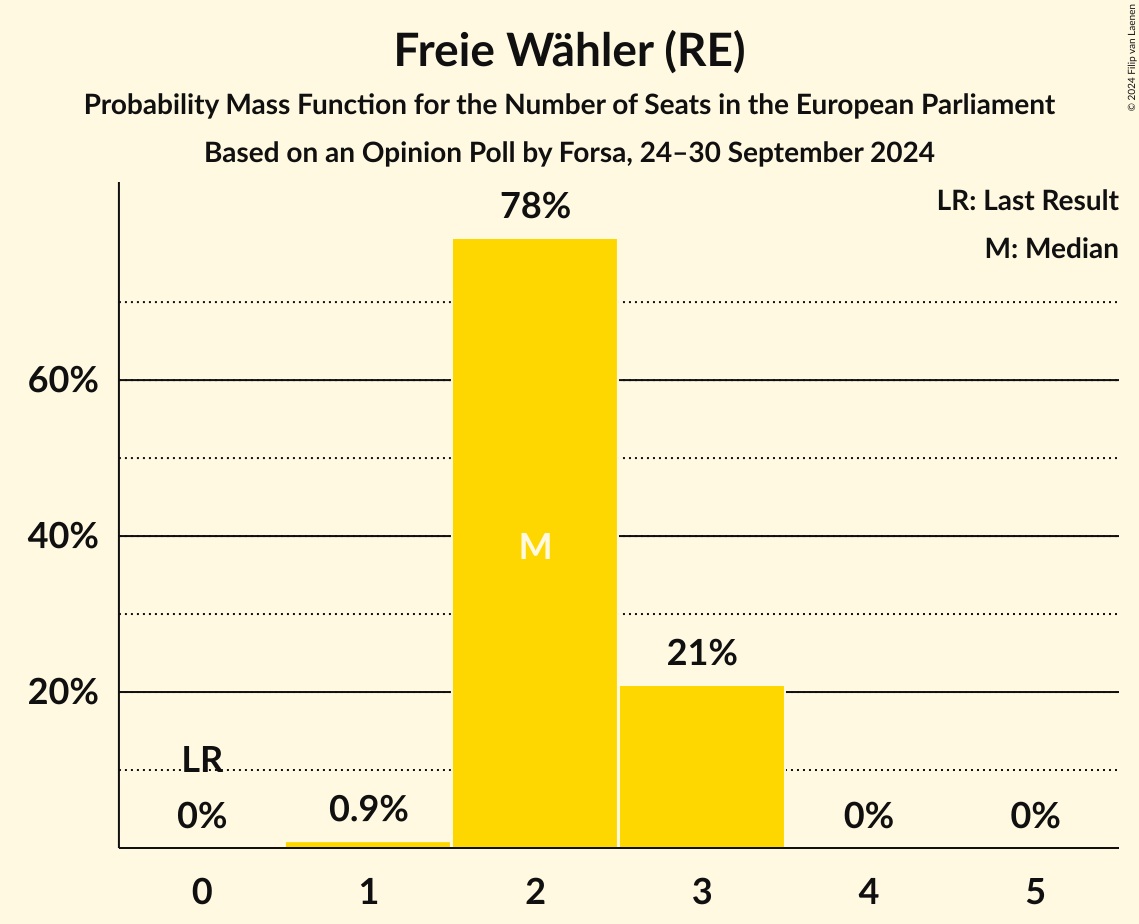 Freie Wähler (RE)
Probability Mass Function for the Number of Seats in the European Parliament
Based on an Opinion Poll by Forsa, 24–30 September 2024
© 2024 Filip van Laenen
LR: Last Result
M: Median
78%
60%
40%
20%
M
21%
LR
0%
0.9%
0%
0%
0
1
2
3
4
5